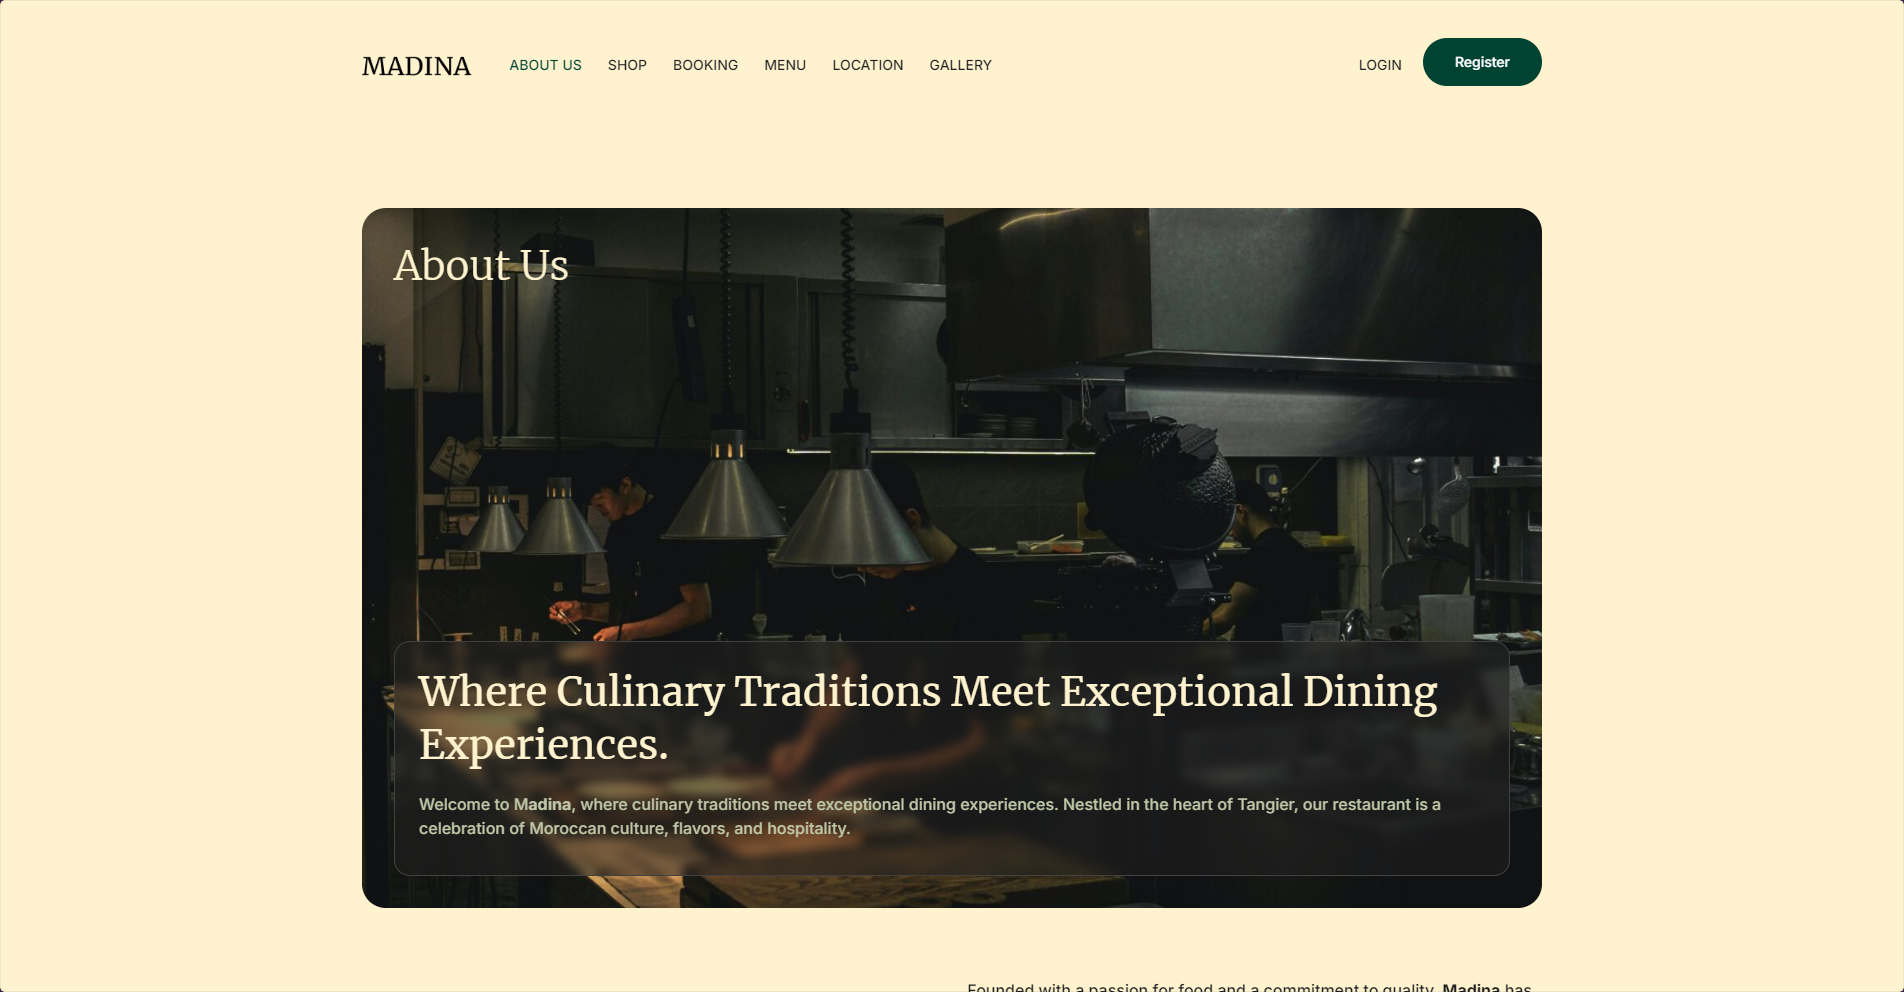 MADINA
ABOUT US
SHOP
BOOKING
MENU
LOCATION
GALLERY
LOGIN
Register
About Us
Where Culinary Traditions Meet Exceptional Dining
Experiences.
Welcome to Madina, where culinary traditions meet exceptional dining experiences. Nestled in the heart of Tangier, our restaurant is a
celebration of Moroccan culture, flavors, and hospitality.
Founded with a passion for food and a commitment to quality, Madina has